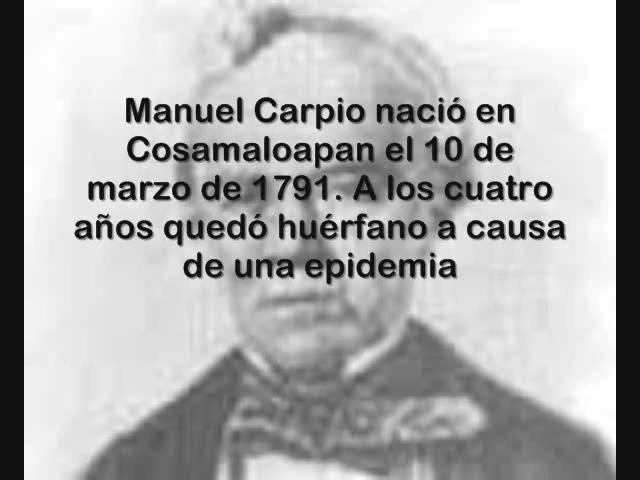 Manuel Carpio nació en
Cosamaloapan el 10 de
marzo de 1791. A los cuatro
años quedó huérfano a causa
de una epidemia